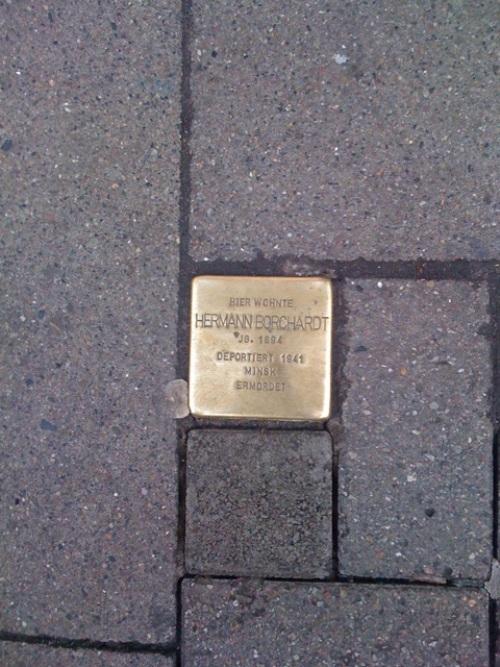 HIER WOHNTE
HERMANN BORCHARDT
JG. 1894
DEPORTIERT 1941
MINSK
ERMORDET